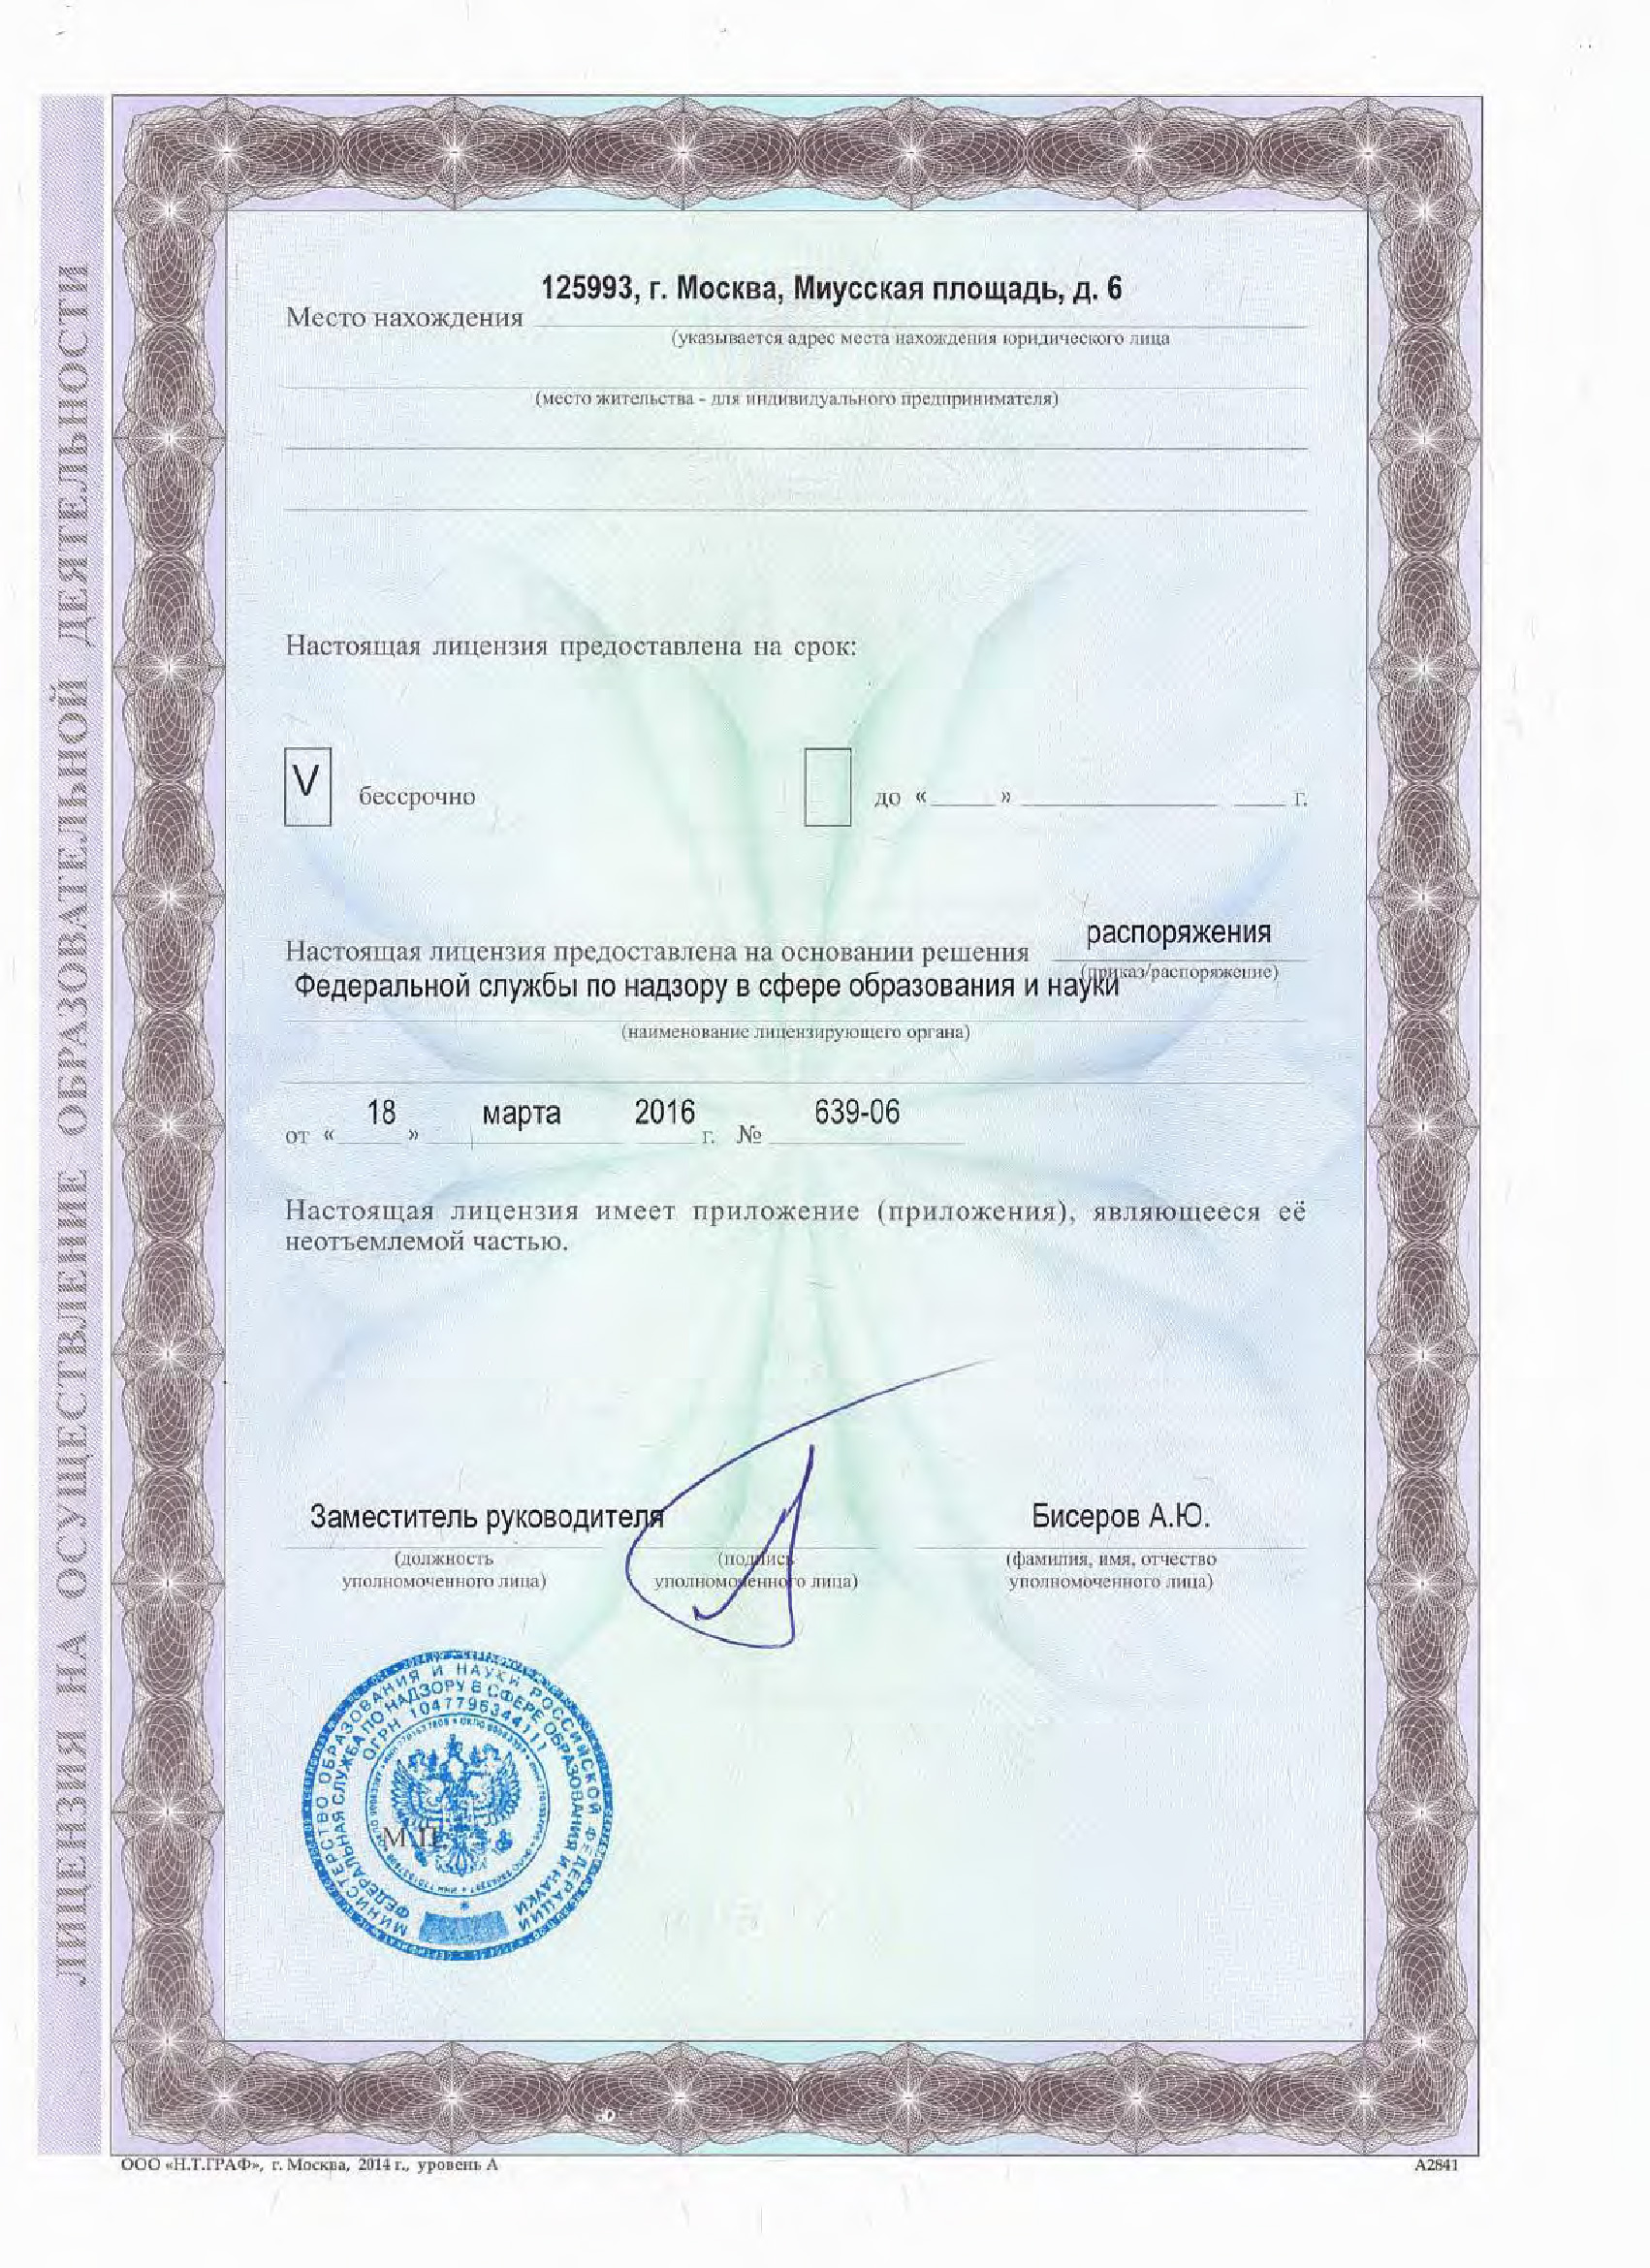 ЛИЦЕНЗИЯ НА ОСУЩЕСТВЛЕНИЕ ОБРАЗОВАТЕЛЬНОЙ ДЕЯТЕЛЬНОСТИ
125993, г. Москва, Миусская площадь, д. 6
Место нахождения
(указывается адрес места нахождения юридического лица
(место жительства - для индивидуального предпринимателя)
Настоящая лицензия предоставлена на срок:
V бессрочно до « » г.
Настоящая лицензия предоставлена на основании решения распоряжения
(приказ/распоряжение)
Федеральной службы по надзору в сфере образования и науки
(наименование лицензирующего органа)
от « 18 » марта 2016 г. № 639-06
Настоящая лицензия имеет приложение (приложения), являющееся её
неотъемлемой частью.
Заместитель руководителя Бисеров А.Ю.
(должность (подпись (фамилия, имя, отчество
уполномоченного лица) уполномоченного лица) уполномоченного лица)
МИНИСТЕРСТВО ОБРАЗОВАНИЯ И НАУКИ РОССИЙСКОЙ ФЕДЕРАЦИИ
ФЕДЕРАЛЬНАЯ СЛУЖБА ПО НАДЗОРУ В СФЕРЕ ОБРАЗОВАНИЯ И НАУКИ
ОГРН 1047796344111
М.П.
ООО «Н.Т.ГРАФ», г. Москва, 2014 г., уровень А А2841